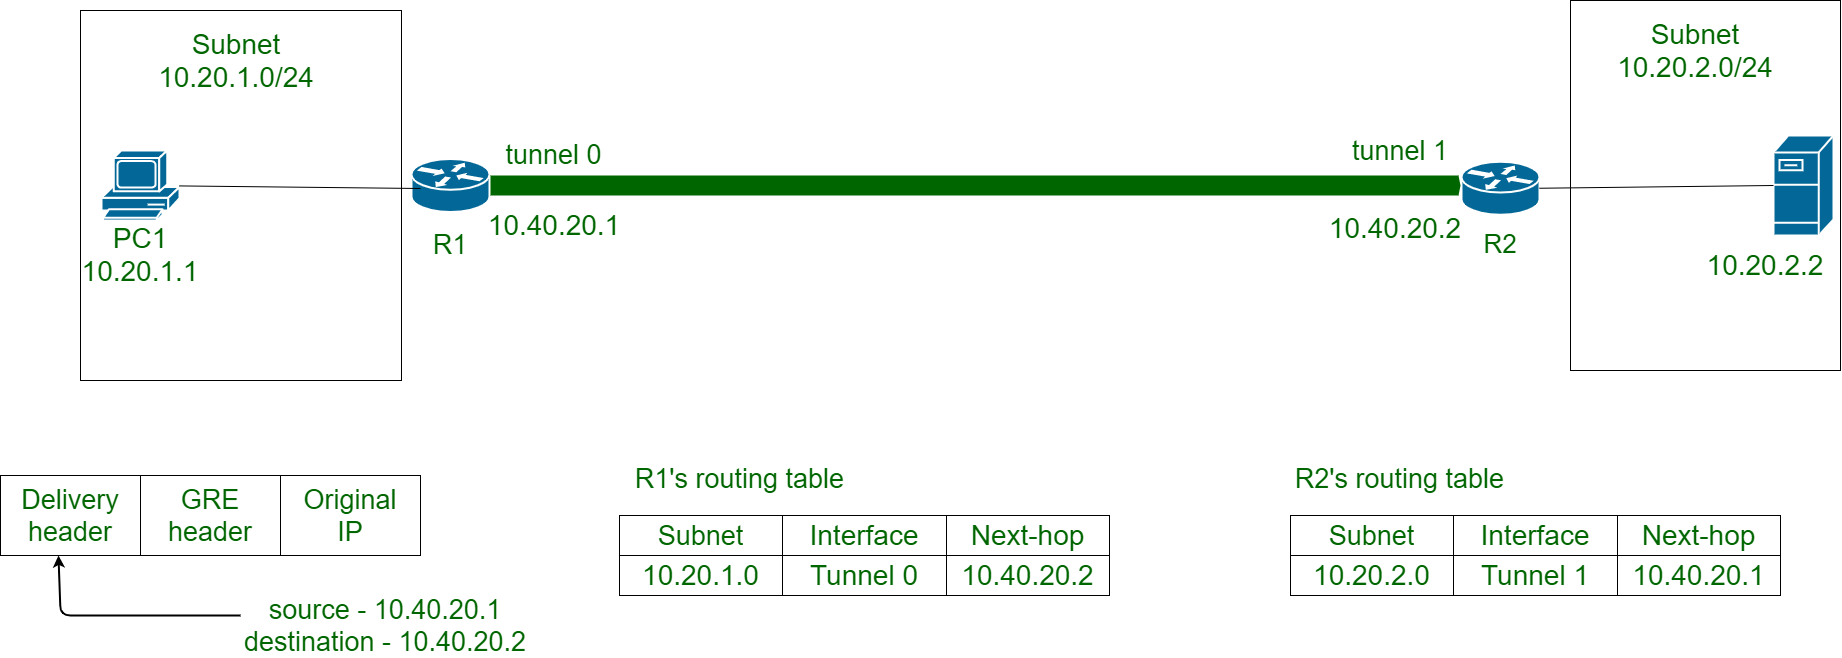 Subnet
10.20.1.0/24
Subnet
10.20.2.0/24
tunnel 0
tunnel 1
10.40.20.1
10.40.20.2
R1
R2
PC1
10.20.1.1
10.20.2.2
Delivery
header
GRE
header
Original
IP
source - 10.40.20.1
destination - 10.40.20.2
R1's routing table
Subnet Interface Next-hop
10.20.1.0 Tunnel 0 10.40.20.2
R2's routing table
Subnet Interface Next-hop
10.20.2.0 Tunnel 1 10.40.20.1